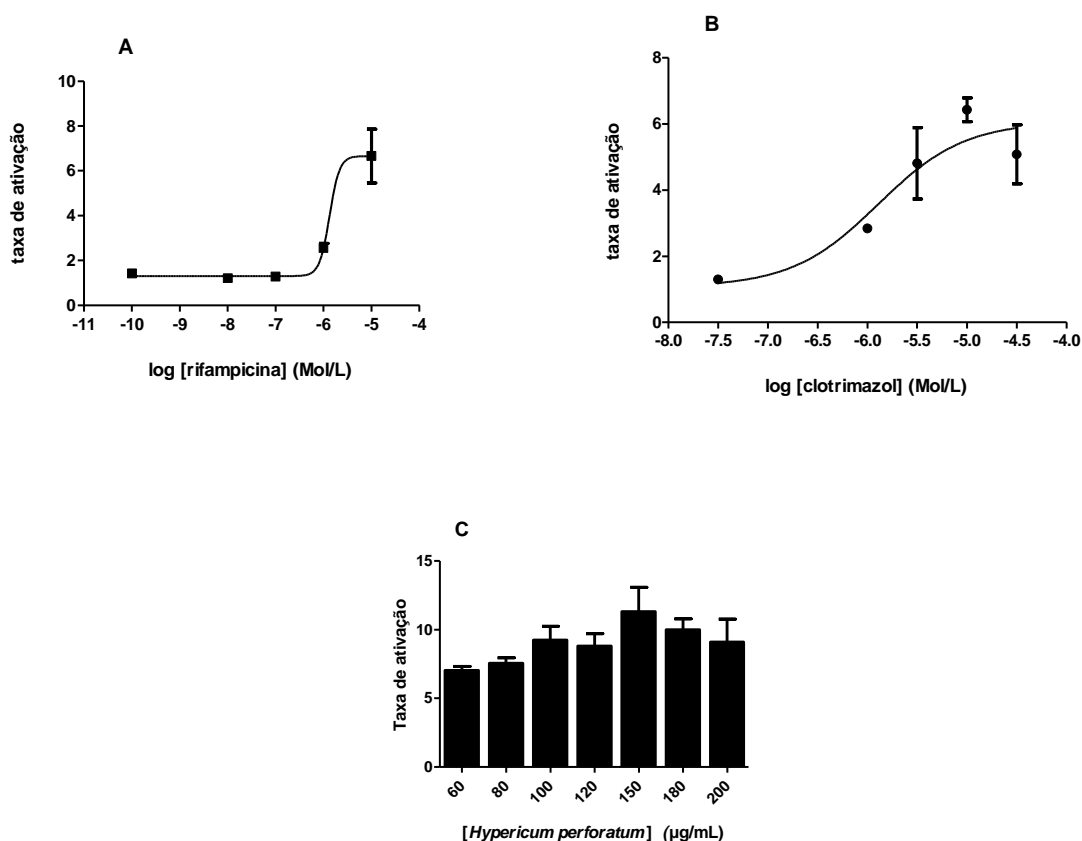 A
taxa de ativação
10
8
6
4
2
0
-11 -10 -9 -8 -7 -6 -5 -4
log [rifampicina] (Mol/L)
B
taxa de ativação
8
6
4
2
0
-8.0 -7.5 -7.0 -6.5 -6.0 -5.5 -5.0 -4.5 -4.0
log [clotrimazol] (Mol/L)
C
Taxa de ativação
15
10
5
0
60 80 100 120 150 180 200
[Hypericum perforatum] (µg/mL)